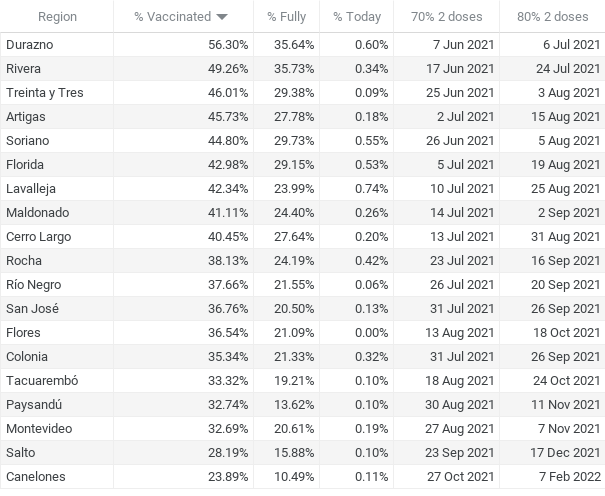 Region % Vaccinated % Fully % Today 70% 2 doses 80% 2 doses
Durazno 56.30% 35.64% 0.60% 7 Jun 2021 6 Jul 2021
Rivera 49.26% 35.73% 0.34% 17 Jun 2021 24 Jul 2021
Treinta y Tres 46.01% 29.38% 0.09% 25 Jun 2021 3 Aug 2021
Artigas 45.73% 27.78% 0.18% 2 Jul 2021 15 Aug 2021
Soriano 44.80% 29.73% 0.55% 26 Jun 2021 5 Aug 2021
Florida 42.98% 29.15% 0.53% 5 Jul 2021 19 Aug 2021
Lavalleja 42.34% 23.99% 0.74% 10 Jul 2021 25 Aug 2021
Maldonado 41.11% 24.40% 0.26% 14 Jul 2021 2 Sep 2021
Cerro Largo 40.45% 27.64% 0.20% 13 Jul 2021 31 Aug 2021
Rocha 38.13% 24.19% 0.42% 23 Jul 2021 16 Sep 2021
Río Negro 37.66% 21.55% 0.06% 26 Jul 2021 20 Sep 2021
San José 36.76% 20.50% 0.13% 31 Jul 2021 26 Sep 2021
Flores 36.54% 21.09% 0.00% 13 Aug 2021 18 Oct 2021
Colonia 35.34% 21.33% 0.32% 31 Jul 2021 26 Sep 2021
Tacuarembó 33.32% 19.21% 0.10% 18 Aug 2021 24 Oct 2021
Paysandú 32.74% 13.62% 0.10% 30 Aug 2021 11 Nov 2021
Montevideo 32.69% 20.61% 0.19% 27 Aug 2021 7 Nov 2021
Salto 28.19% 15.88% 0.10% 23 Sep 2021 17 Dec 2021
Canelones 23.89% 10.49% 0.11% 27 Oct 2021 7 Feb 2022